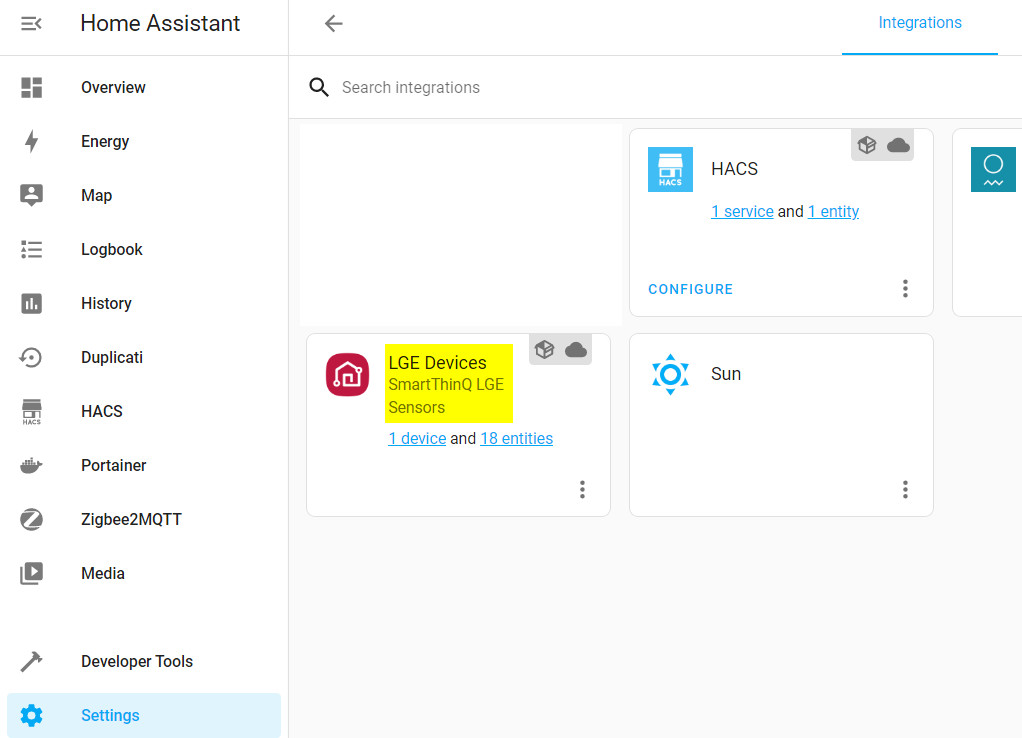 Home Assistant
Integrations
Overview
Search integrations
Energy
HACS
HACS
Map
1 service and 1 entity
Logbook
CONFIGURE
History
Duplicati
LGE Devices
SmartThinQ LGE
Sensors
Sun
HACS
HACS
1 device and 18 entities
Portainer
Zigbee2MQTT
Media
Developer Tools
Settings